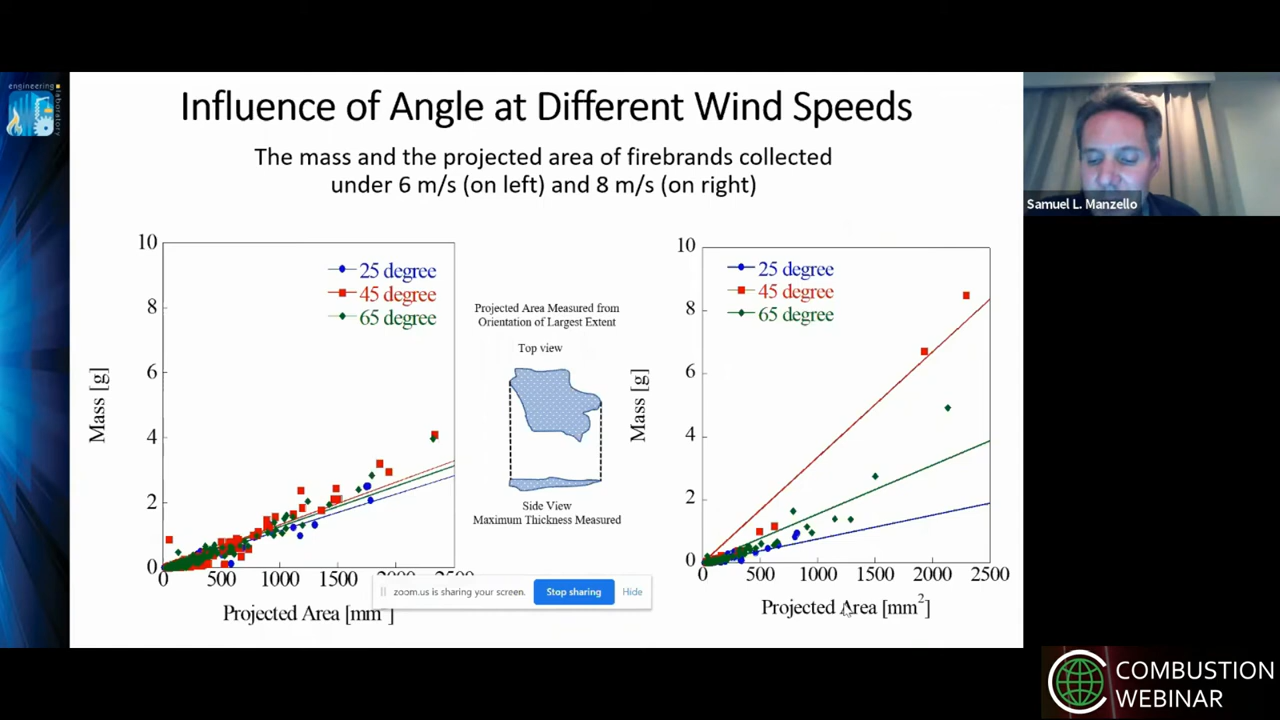 engineering
laboratory
Influence of Angle at Different Wind Speeds
The mass and the projected area of firebrands collected
under 6 m/s (on left) and 8 m/s (on right)
Samuel L. Manzello
10
8
6
4
2
0
Mass [g]
25 degree
45 degree
65 degree
0
500
1000
1500
Projected Area [mm²]
Projected Area Measured from
Orientation of Largest Extent
Top view
Side View
Maximum Thickness Measured
zoom.us is sharing your screen.
Stop sharing
Hide
10
8
6
4
2
0
Mass [g]
25 degree
45 degree
65 degree
0
500
1000
1500
2000
2500
Projected Area [mm²]
COMBUSTION
WEBINAR